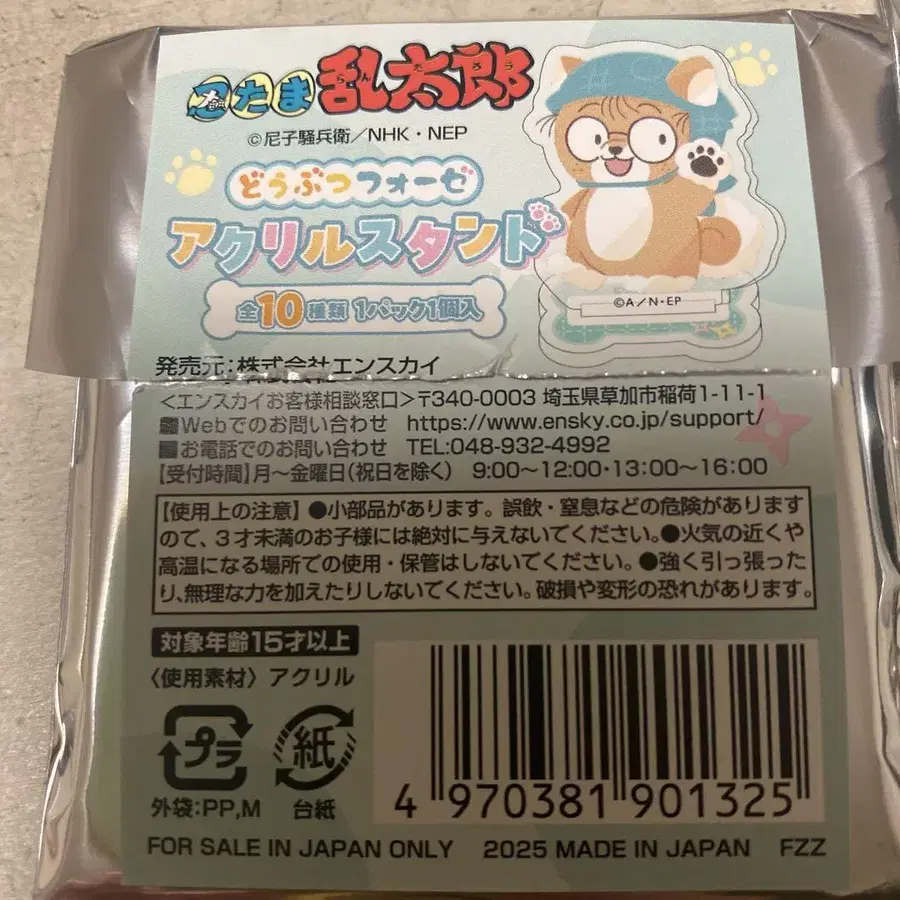 忍たま乱太郎
らんたろう
©尼子騒兵衛／NHK・NEP
どうぶつフォーゼ
アクリルスタンド
全10種類 1パック1個入
©A／N・EP
発売元：株式会社エンスカイ
＜エンスカイお客様相談窓口＞〒340-0003 埼玉県草加市稲荷1-11-1
■Webでのお問い合わせ https://www.ensky.co.jp/support/
■お電話でのお問い合わせ TEL:048-932-4992
【受付時間】月～金曜日（祝日を除く） 9:00～12:00・13:00～16:00
【使用上の注意】●小部品があります。誤飲・窒息などの危険があります
ので、３才未満のお子様には絶対に与えないでください。●火気の近くや
高温になる場所での使用・保管はしないでください。●強く引っ張った
り、無理な力を加えたりしないでください。破損や変形の恐れがあります。
対象年齢15才以上
〈使用素材〉アクリル
プラ
紙
外袋:PP,M
台紙
4 970381 901325
FOR SALE IN JAPAN ONLY 2025 MADE IN JAPAN FZZ